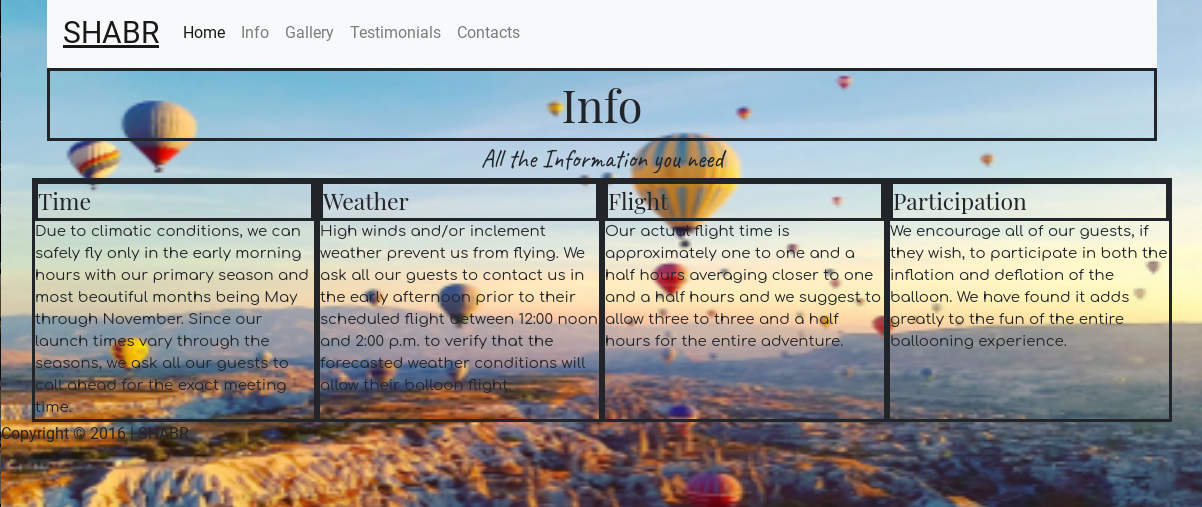 SHABR Home Info Gallery Testimonials Contacts
Info
All the Information you need
Time
Due to climatic conditions, we can
safely fly only in the early morning
hours with our primary season and
most beautiful months being May
through November. Since our
launch times vary through the
seasons, we ask all our guests to
call ahead for the exact meeting
time.
Weather
High winds and/or inclement
weather prevent us from flying. We
ask all our guests to contact us in
the early afternoon prior to their
scheduled flight between 12:00 noon
and 2:00 p.m. to verify that the
forecasted weather conditions will
allow their balloon flight.
Flight
Our actual flight time is
approximately one to one and a
half hours averaging closer to one
and a half hours and we suggest to
allow three to three and a half
hours for the entire adventure.
Participation
We encourage all of our guests, if
they wish, to participate in both the
inflation and deflation of the
balloon. We have found it adds
greatly to the fun of the entire
ballooning experience.
Copyright © 2016 | SHABR